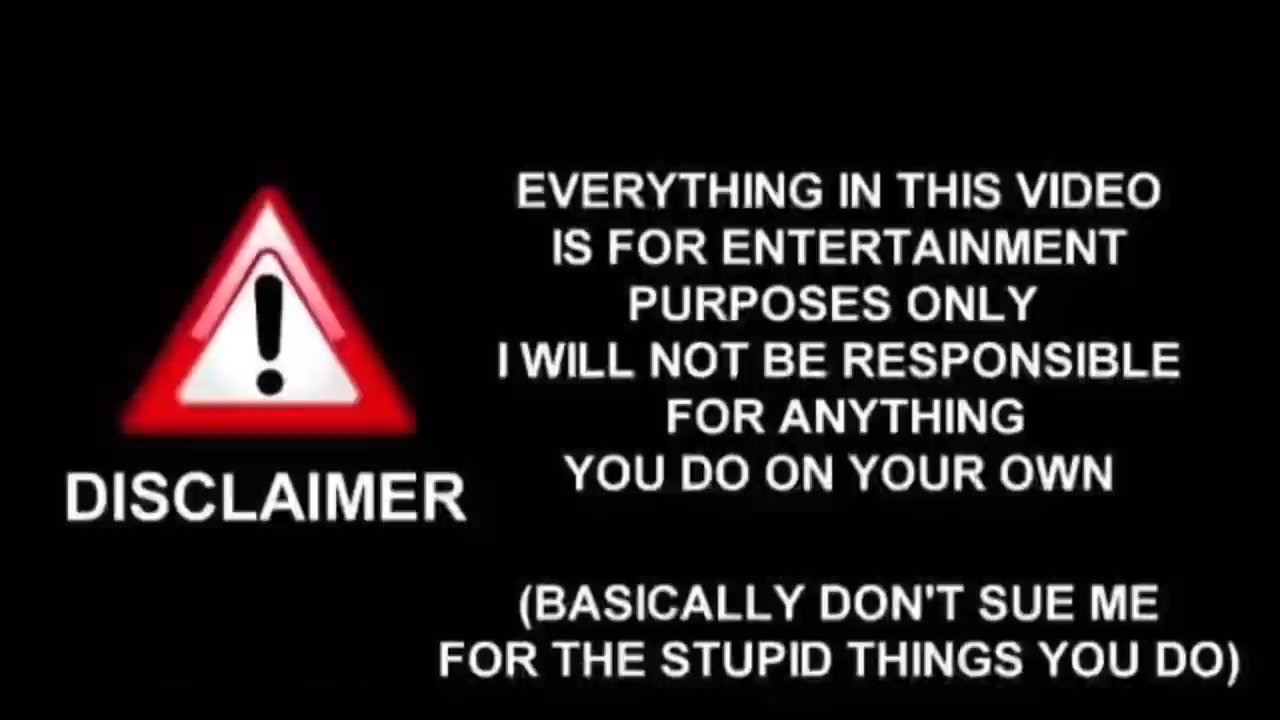 DISCLAIMER
EVERYTHING IN THIS VIDEO
IS FOR ENTERTAINMENT
PURPOSES ONLY
I WILL NOT BE RESPONSIBLE
FOR ANYTHING
YOU DO ON YOUR OWN
(BASICALLY DON'T SUE ME
FOR THE STUPID THINGS YOU DO)